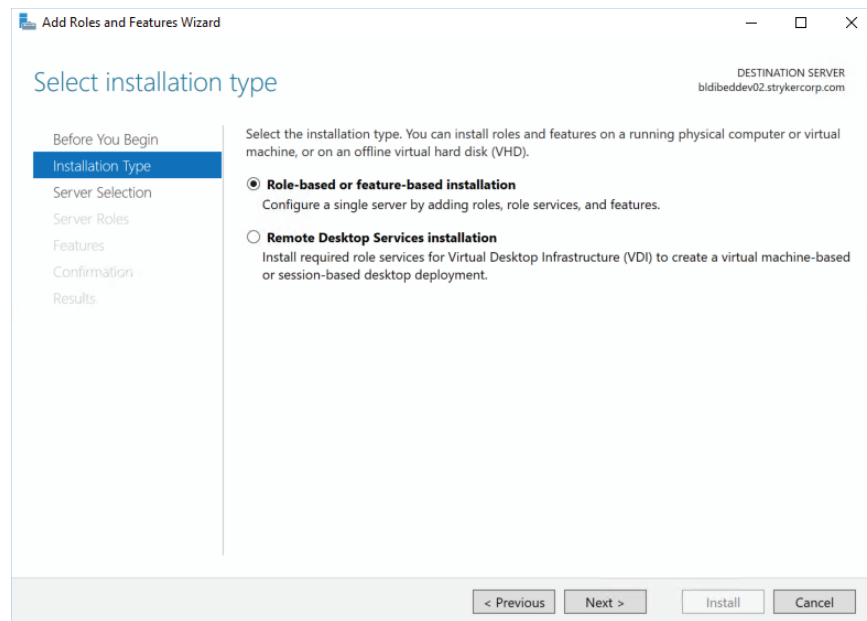 Add Roles and Features Wizard
Select installation type
DESTINATION SERVER
bldibeddev02.strykercorp.com
Before You Begin
Installation Type
Server Selection
Server Roles
Features
Confirmation
Results
Select the installation type. You can install roles and features on a running physical computer or virtual
machine, or on an offline virtual hard disk (VHD).
Role-based or feature-based installation
Configure a single server by adding roles, role services, and features.
Remote Desktop Services installation
Install required role services for Virtual Desktop Infrastructure (VDI) to create a virtual machine-based
or session-based desktop deployment.
< Previous
Next >
Install
Cancel